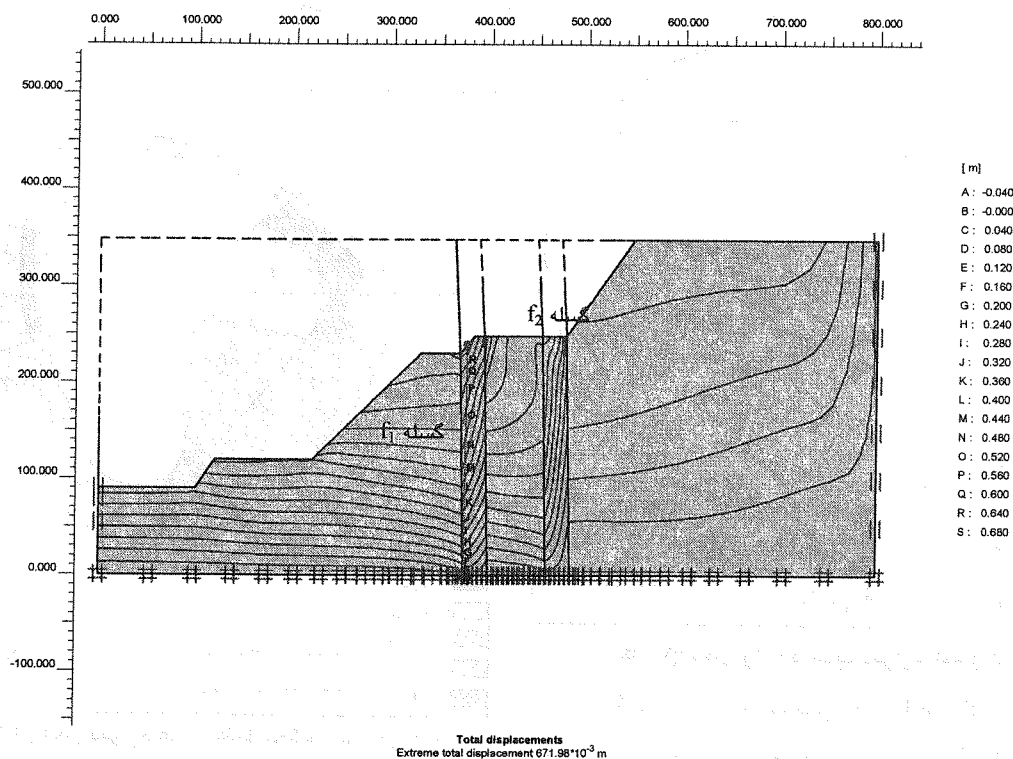 0.000 100.000 200.000 300.000 400.000 500.000 600.000 700.000 800.000
500.000
400.000
300.000
200.000
100.000
0.000
-100.000
f₂ گسله
f₁ گسله
[ m]
A : -0.040
B : -0.000
C : 0.040
D : 0.080
E : 0.120
F : 0.160
G : 0.200
H : 0.240
I : 0.280
J : 0.320
K : 0.360
L : 0.400
M : 0.440
N : 0.480
O : 0.520
P : 0.560
Q : 0.600
R : 0.640
S : 0.680
Total displacements
Extreme total displacement 671.98*10⁻³ m